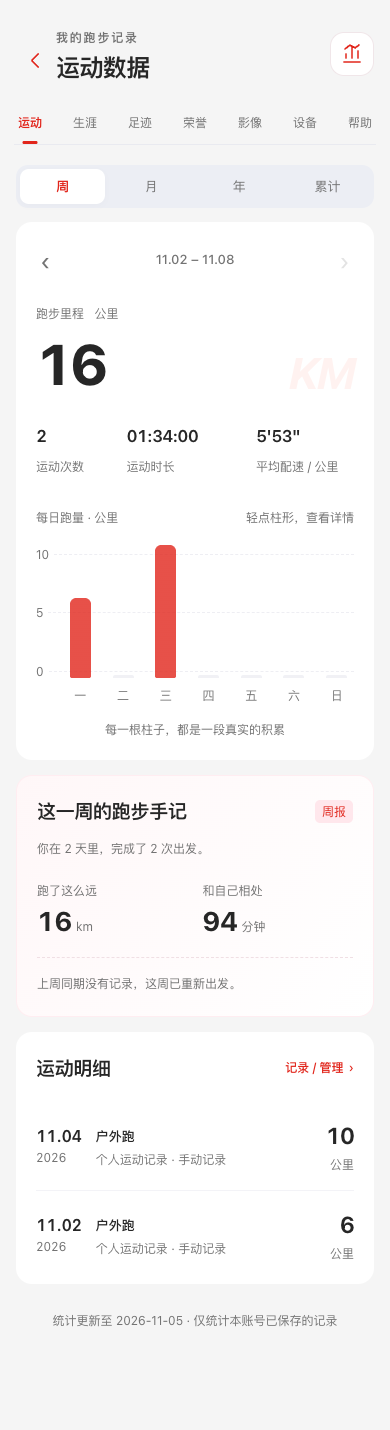 我的跑步记录
运动数据
运动 生涯 足迹 荣誉 影像 设备 帮助
周 月 年 累计
‹ 11.02 – 11.08 ›
跑步里程 公里
16
KM
2 01:34:00 5'53"
运动次数 运动时长 平均配速 / 公里
每日跑量 · 公里 轻点柱形，查看详情
10
5
0
一 二 三 四 五 六 日
每一根柱子，都是一段真实的积累
这一周的跑步手记 周报
你在 2 天里，完成了 2 次出发。
跑了这么远 和自己相处
16 km 94 分钟
上周同期没有记录，这周已重新出发。
运动明细 记录 / 管理 ›
11.04 户外跑 10
2026 个人运动记录 · 手动记录 公里
11.02 户外跑 6
2026 个人运动记录 · 手动记录 公里
统计更新至 2026-11-05 · 仅统计本账号已保存的记录